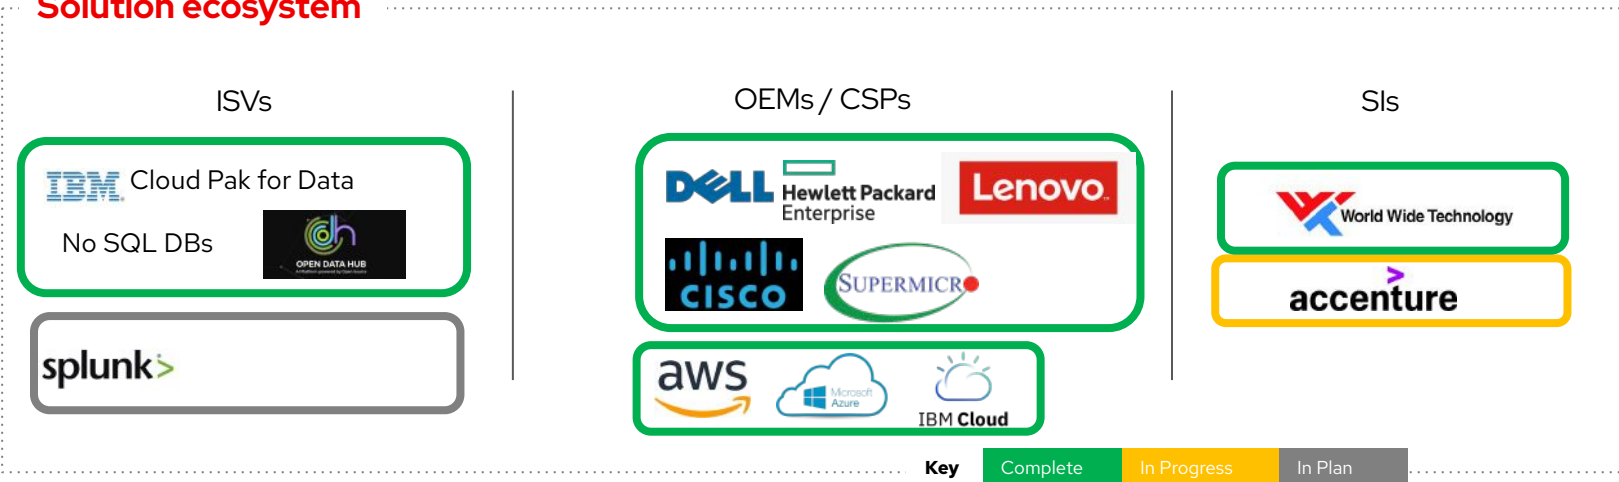 Solution ecosystem
ISVs
OEMs / CSPs
SIs
IBM. Cloud Pak for Data
No SQL DBs
OPEN DATA HUB
splunk>
DELL
Hewlett Packard
Enterprise
Lenovo
CISCO
SUPERMICRO
aws
Microsoft
Azure
IBM Cloud
World Wide Technology
accenture
Key
Complete
In Progress
In Plan